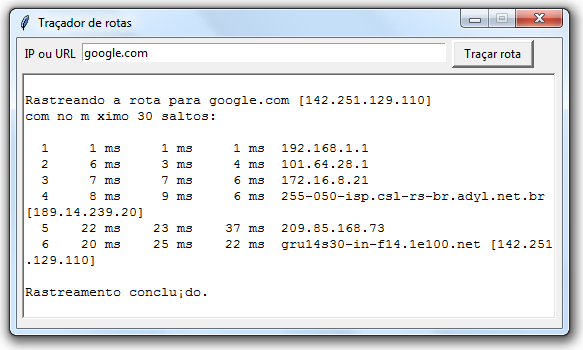 Traçador de rotas
IP ou URL google.com Traçar rota
Rastreando a rota para google.com [142.251.129.110]
com no m ximo 30 saltos:
1 1 ms 1 ms 1 ms 192.168.1.1
2 6 ms 3 ms 4 ms 101.64.28.1
3 7 ms 7 ms 6 ms 172.16.8.21
4 8 ms 9 ms 6 ms 255-050-isp.csl-rs-br.adyl.net.br
[189.14.239.20]
5 22 ms 23 ms 37 ms 209.85.168.73
6 20 ms 25 ms 22 ms gru14s30-in-f14.1e100.net [142.251
.129.110]
Rastreamento conclu¡do.